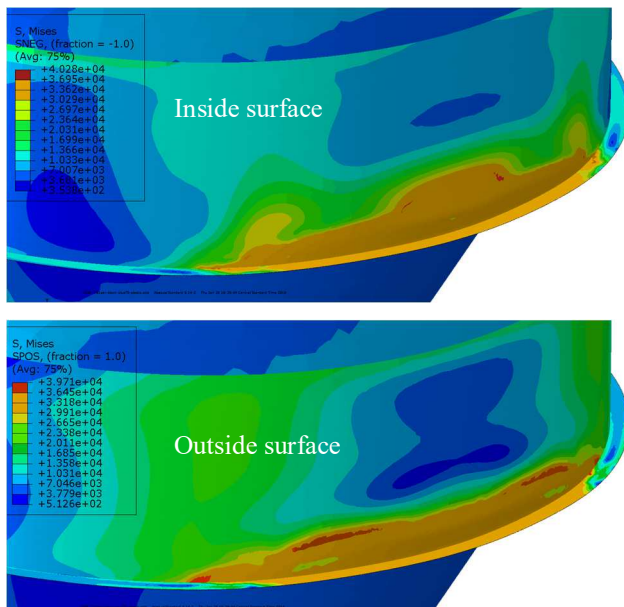 S, Mises
SNEG, (fraction = -1.0)
(Avg: 75%)
+4.028e+04
+3.695e+04
+3.362e+04
+3.029e+04
+2.697e+04
+2.364e+04
+2.031e+04
+1.699e+04
+1.366e+04
+1.033e+04
+7.007e+03
Inside surface
S, Mises
SPOS, (fraction = 1.0)
(Avg: 75%)
+3.971e+04
+3.645e+04
+3.318e+04
+2.991e+04
+2.665e+04
+2.338e+04
+2.011e+04
+1.685e+04
+1.358e+04
+1.031e+04
+7.046e+03
+3.779e+03
+5.126e+02
Outside surface